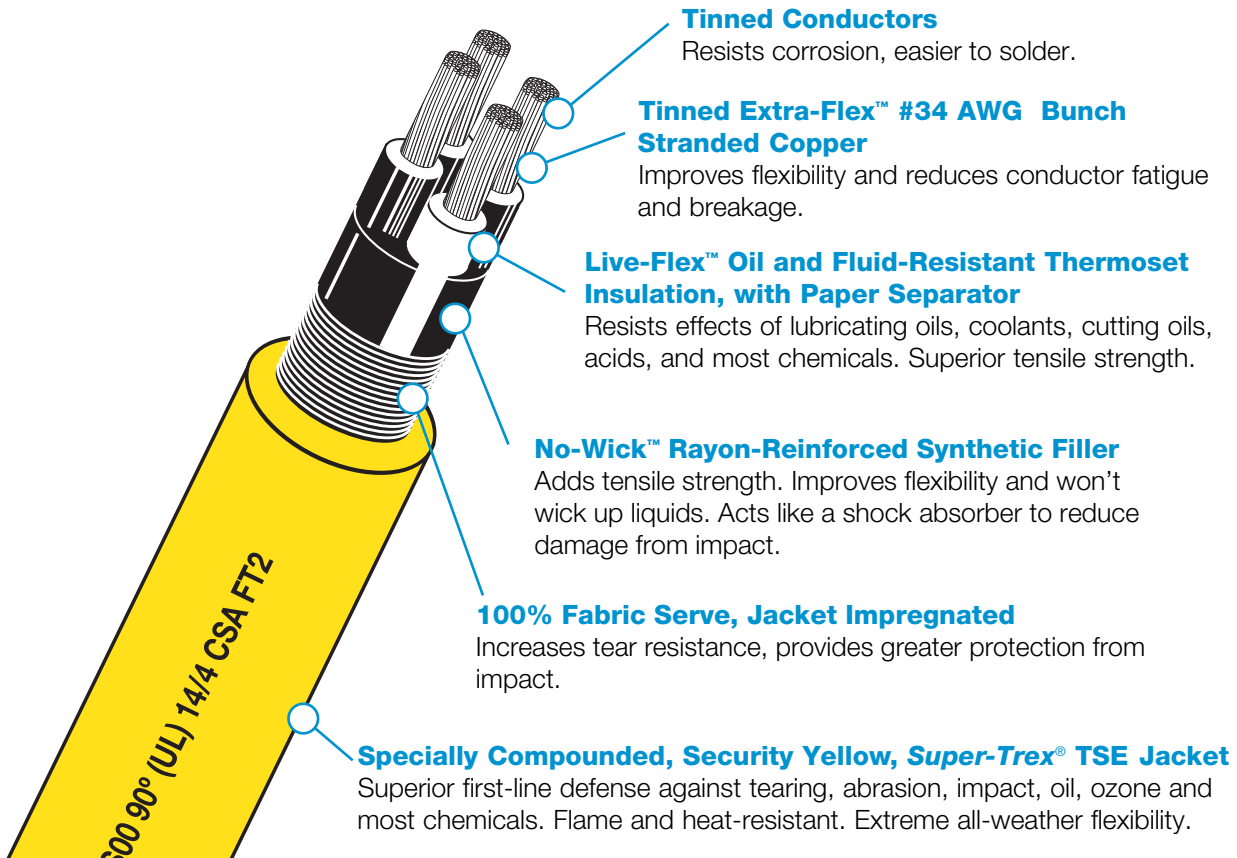 Tinned Conductors
Resists corrosion, easier to solder.
Tinned Extra-Flex™ #34 AWG Bunch
Stranded Copper
Improves flexibility and reduces conductor fatigue
and breakage.
Live-Flex™ Oil and Fluid-Resistant Thermoset
Insulation, with Paper Separator
Resists effects of lubricating oils, coolants, cutting oils,
acids, and most chemicals. Superior tensile strength.
No-Wick™ Rayon-Reinforced Synthetic Filler
Adds tensile strength. Improves flexibility and won’t
wick up liquids. Acts like a shock absorber to reduce
damage from impact.
100% Fabric Serve, Jacket Impregnated
Increases tear resistance, provides greater protection from
impact.
Specially Compounded, Security Yellow, Super-Trex® TSE Jacket
Superior first-line defense against tearing, abrasion, impact, oil, ozone and
most chemicals. Flame and heat-resistant. Extreme all-weather flexibility.
600 90° (UL) 14/4 CSA FT2